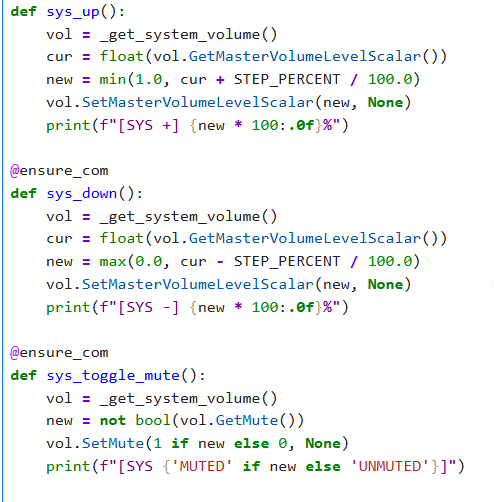 def sys_up():
    vol = _get_system_volume()
    cur = float(vol.GetMasterVolumeLevelScalar())
    new = min(1.0, cur + STEP_PERCENT / 100.0)
    vol.SetMasterVolumeLevelScalar(new, None)
    print(f"[SYS +] {new * 100:.0f}%")

@ensure_com
def sys_down():
    vol = _get_system_volume()
    cur = float(vol.GetMasterVolumeLevelScalar())
    new = max(0.0, cur - STEP_PERCENT / 100.0)
    vol.SetMasterVolumeLevelScalar(new, None)
    print(f"[SYS -] {new * 100:.0f}%")

@ensure_com
def sys_toggle_mute():
    vol = _get_system_volume()
    new = not bool(vol.GetMute())
    vol.SetMute(1 if new else 0, None)
    print(f"[SYS {'MUTED' if new else 'UNMUTED'}]")